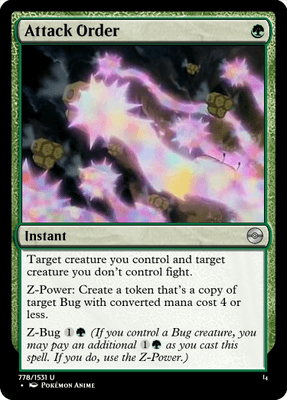 Attack Order
Instant
Target creature you control and target
creature you don't control fight.
Z-Power: Create a token that's a copy of
target Bug with converted mana cost 4 or
less.
Z-Bug 1 (If you control a Bug creature, you
may pay an additional 1 as you cast this
spell. If you do, use the Z-Power.)
778/1531 U
• Pokémon Anime